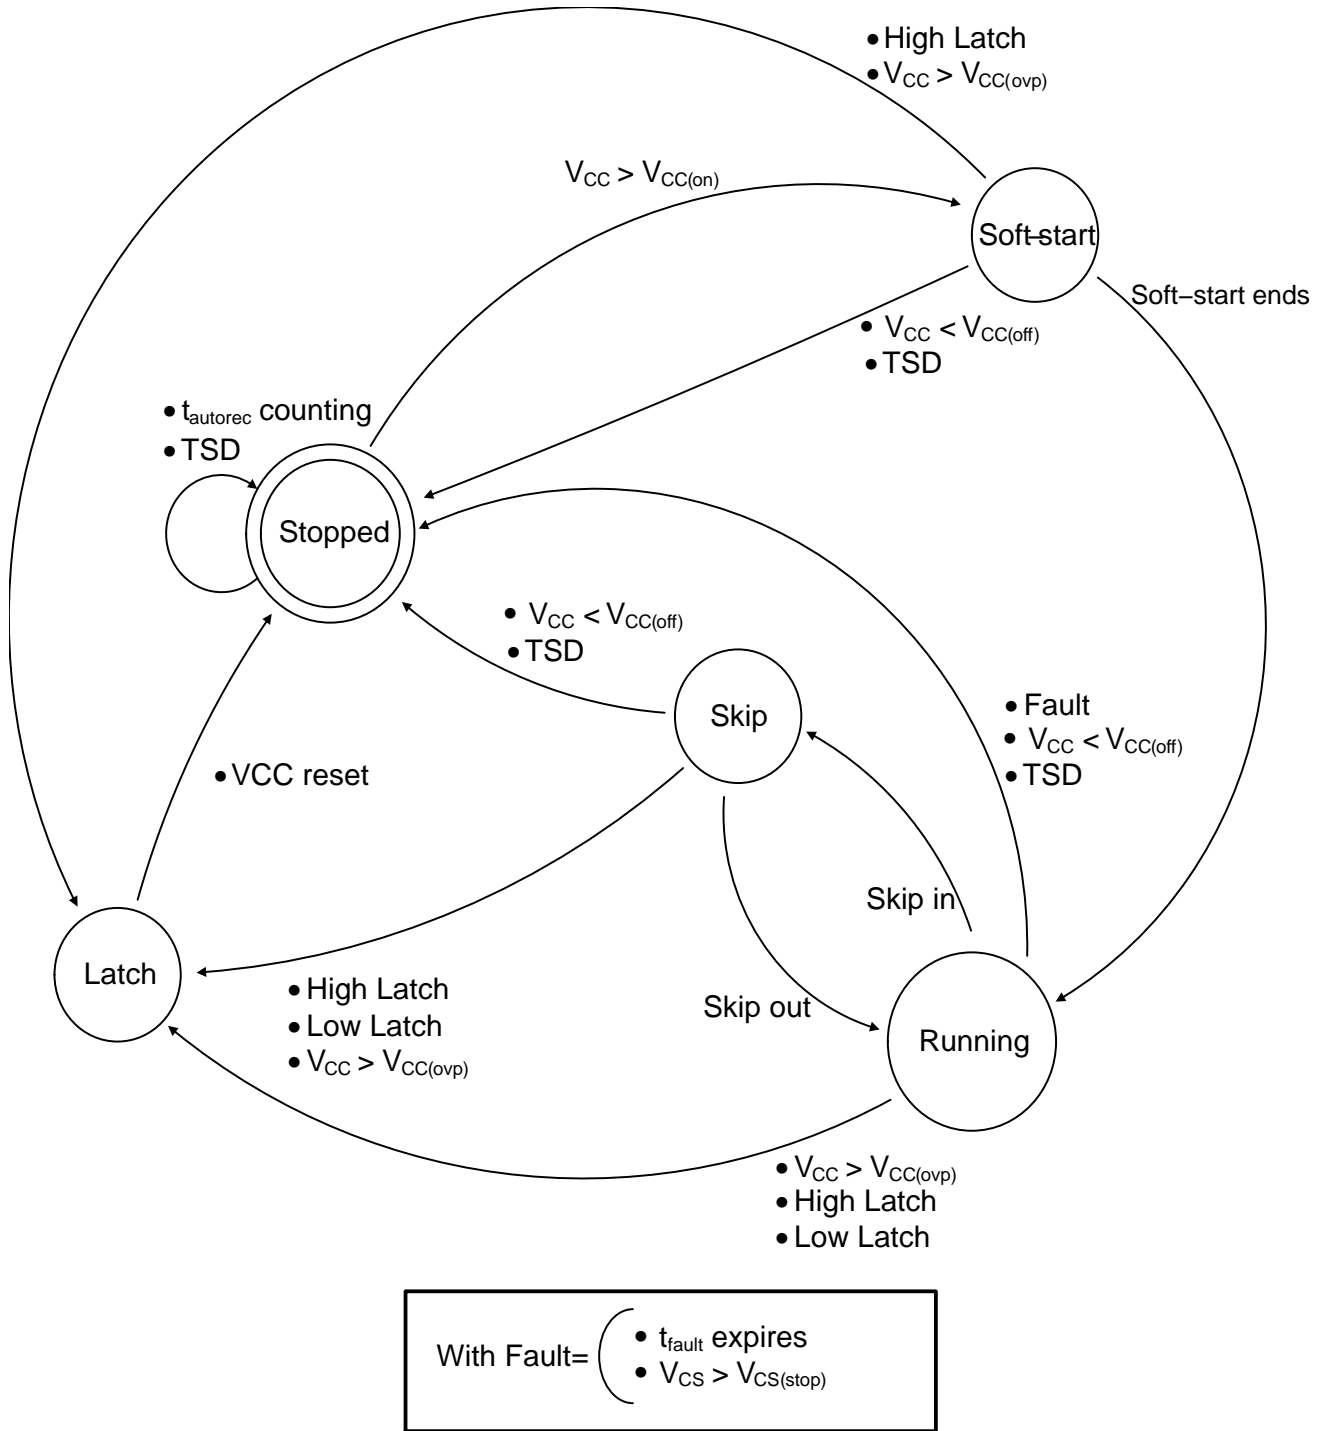 • High Latch
• VCC > VCC(ovp)
VCC > VCC(on)
Soft–start
Soft–start ends
• VCC < VCC(off)
• TSD
• tautorec counting
• TSD
Stopped
• VCC < VCC(off)
• TSD
Skip
• Fault
• VCC < VCC(off)
• TSD
• VCC reset
Skip in
Latch
• High Latch
• Low Latch
• VCC > VCC(ovp)
Skip out
Running
• VCC > VCC(ovp)
• High Latch
• Low Latch
With Fault=
• tfault expires
• VCS > VCS(stop)